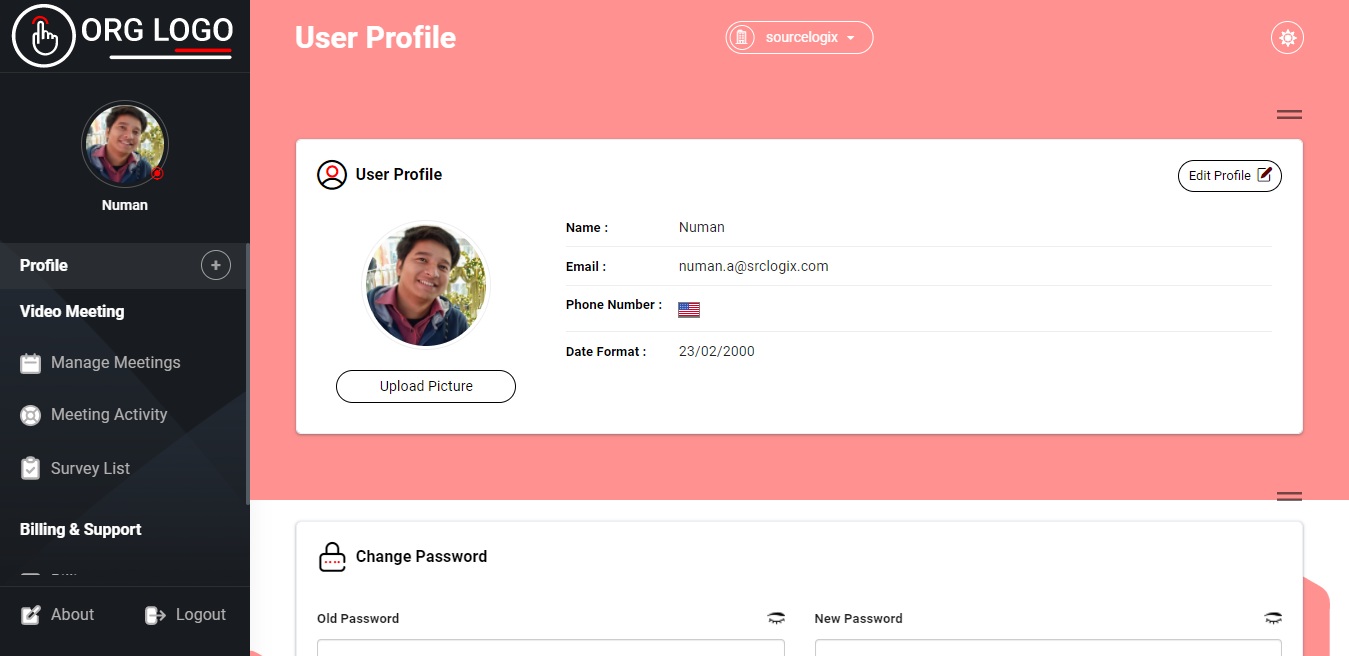 ORG LOGO
Numan
Profile
Video Meeting
Manage Meetings
Meeting Activity
Survey List
Billing & Support
About
Logout
User Profile
sourcelogix
User Profile
Edit Profile
Upload Picture
Name : Numan
Email : numan.a@srclogix.com
Phone Number :
Date Format : 23/02/2000
Change Password
Old Password
New Password